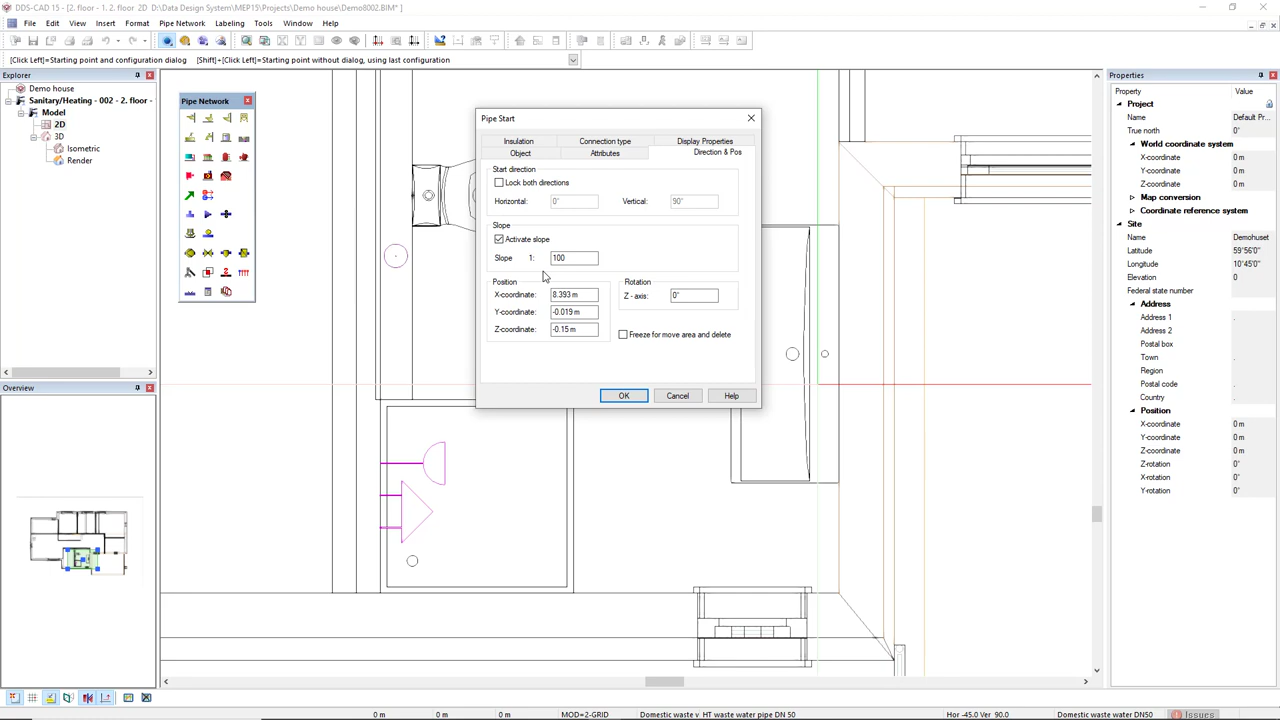 DDS-CAD 15 - [2. floor - 1. 2. floor 2D D:\Data Design System\MEP15\Projects\Demo house\Demo8002.BIM*]
File Edit View Insert Format Pipe Network Labeling Tools Window Help
[Click Left]=Starting point and configuration dialog [Shift]+[Click Left]=Starting point without dialog, using last configuration
Explorer
Demo house
Sanitary/Heating - 002 - 2. floor -
Model
2D
3D
Isometric
Render
Pipe Network
Pipe Start
Insulation Connection type Display Properties
Object Attributes Direction & Pos
Start direction
Lock both directions
Horizontal: 0° Vertical: 90°
Slope
Activate slope
Slope 1: 100
Position
X-coordinate: 8.393 m
Y-coordinate: -0.019 m
Z-coordinate: -0.15 m
Rotation
Z - axis: 0°
Freeze for move area and delete
OK Cancel Help
Properties
Property Value
Project
Name Default Pr...
True north 0°
World coordinate system
X-coordinate 0 m
Y-coordinate 0 m
Z-coordinate 0 m
Map conversion
Coordinate reference system
Site
Name Demohuset
Latitude 59°56'0"
Longitude 10°45'0"
Elevation 0
Federal state number
Address
Address 1 .
Address 2
Postal box
Town .
Region
Postal code .
Country .
Position
X-coordinate 0 m
Y-coordinate 0 m
Z-coordinate 0 m
Z-rotation 0°
X-rotation 0°
Y-rotation 0°
Overview
0 m 0 m 0 m MOD=2-GRID Domestic waste v HT waste water pipe DN 50 Hor -45.0 Ver 90.0 Domestic waste water DN50 Issues